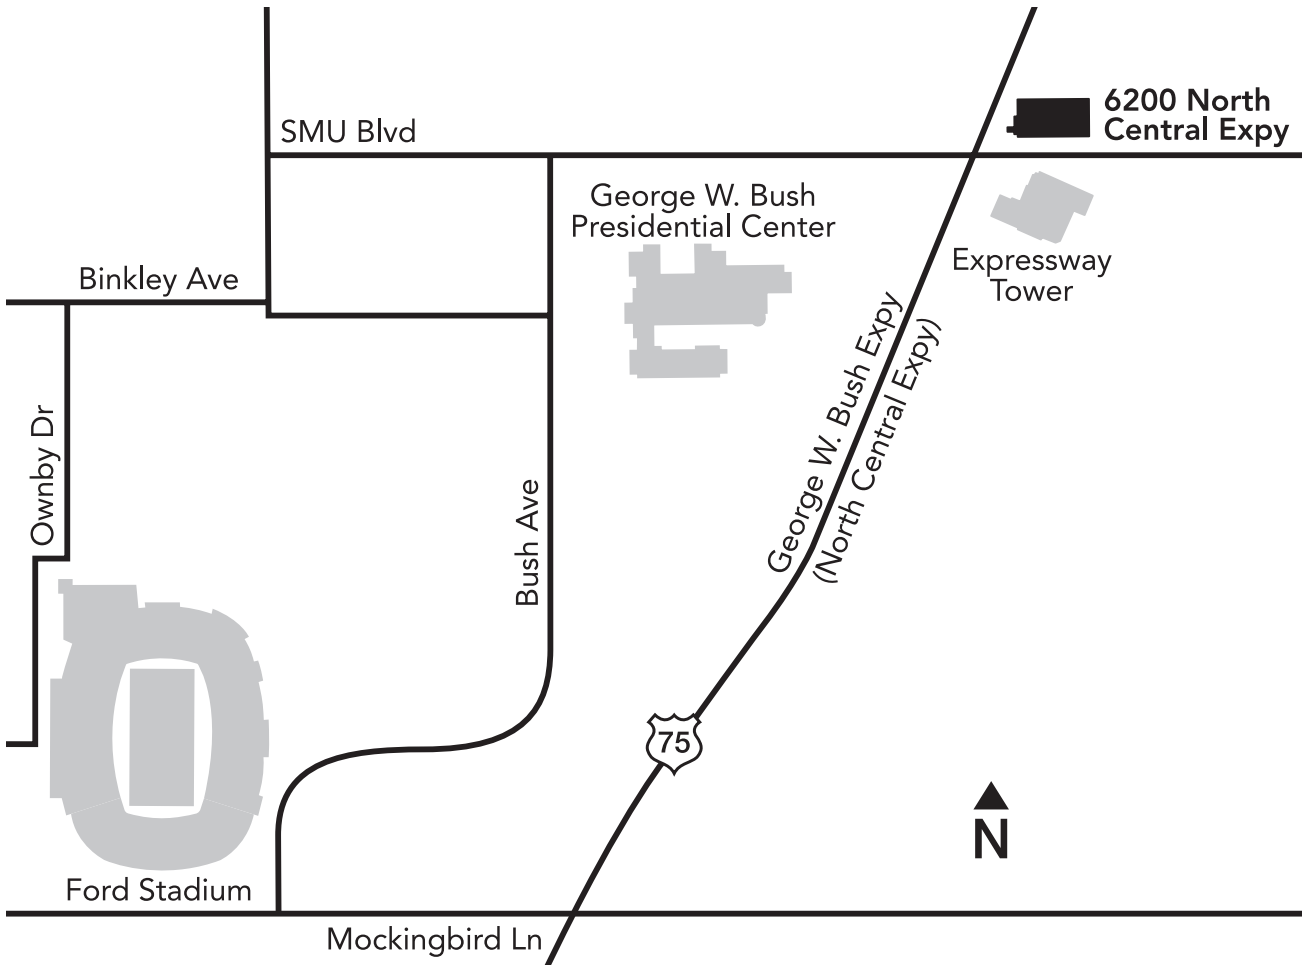 6200 North
Central Expy
SMU Blvd
George W. Bush
Presidential Center
Expressway
Tower
Binkley Ave
George W. Bush Expy
(North Central Expy)
Ownby Dr
Bush Ave
75
N
Ford Stadium
Mockingbird Ln